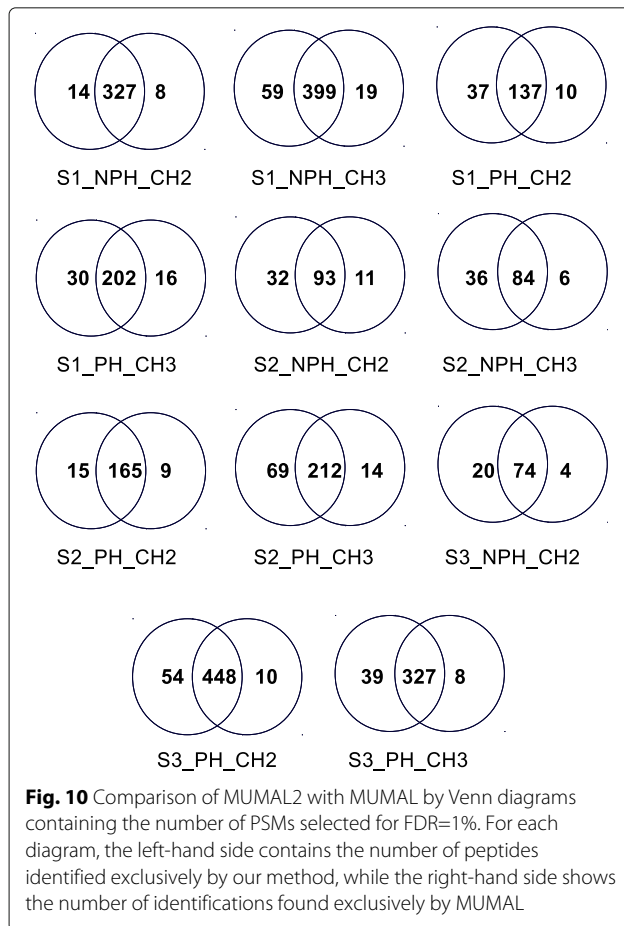 14 327 8 59 399 19 37 137 10
S1_NPH_CH2 S1_NPH_CH3 S1_PH_CH2
30 202 16 32 93 11 36 84 6
S1_PH_CH3 S2_NPH_CH2 S2_NPH_CH3
15 165 9 69 212 14 20 74 4
S2_PH_CH2 S2_PH_CH3 S3_NPH_CH2
54 448 10 39 327 8
S3_PH_CH2 S3_PH_CH3
Fig. 10 Comparison of MUMAL2 with MUMAL by Venn diagrams
containing the number of PSMs selected for FDR=1%. For each
diagram, the left-hand side contains the number of peptides
identified exclusively by our method, while the right-hand side shows
the number of identifications found exclusively by MUMAL